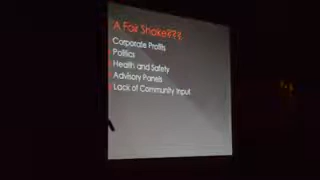 A Fair Shake???
Corporate Profits
Politics
Health and Safety
Advisory Panels
Lack of Community Input